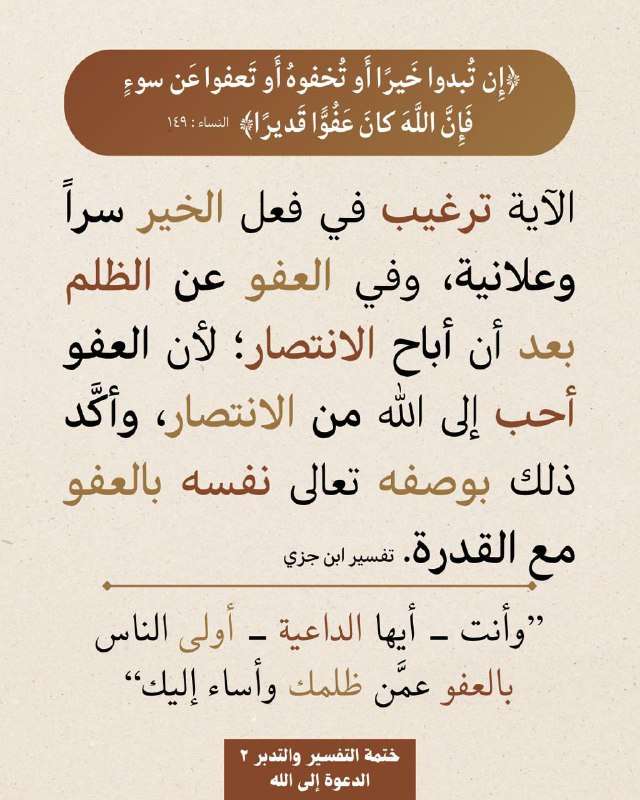 ﴿إِن تُبدوا خَيرًا أَو تُخفوهُ أَو تَعفوا عَن سوءٍ
فَإِنَّ اللَّهَ كانَ عَفُوًّا قَديرًا﴾ النساء : ١٤٩
الآية ترغيب في فعل الخير سراً
وعلانية، وفي العفو عن الظلم
بعد أن أباح الانتصار؛ لأن العفو
أحب إلى الله من الانتصار، وأكَّد
ذلك بوصفه تعالى نفسه بالعفو
مع القدرة. تفسير ابن جزي
”وأنت – أيها الداعية – أولى الناس
بالعفو عمَّن ظلمك وأساء إليك“
ختمة التفسير والتدبر ٢
الدعوة إلى الله